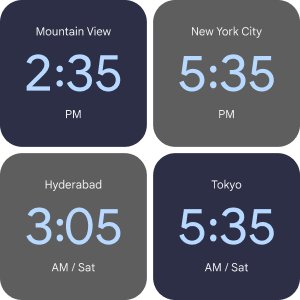 Mountain View
2:35
PM
New York City
5:35
PM
Hyderabad
3:05
AM / Sat
Tokyo
5:35
AM / Sat